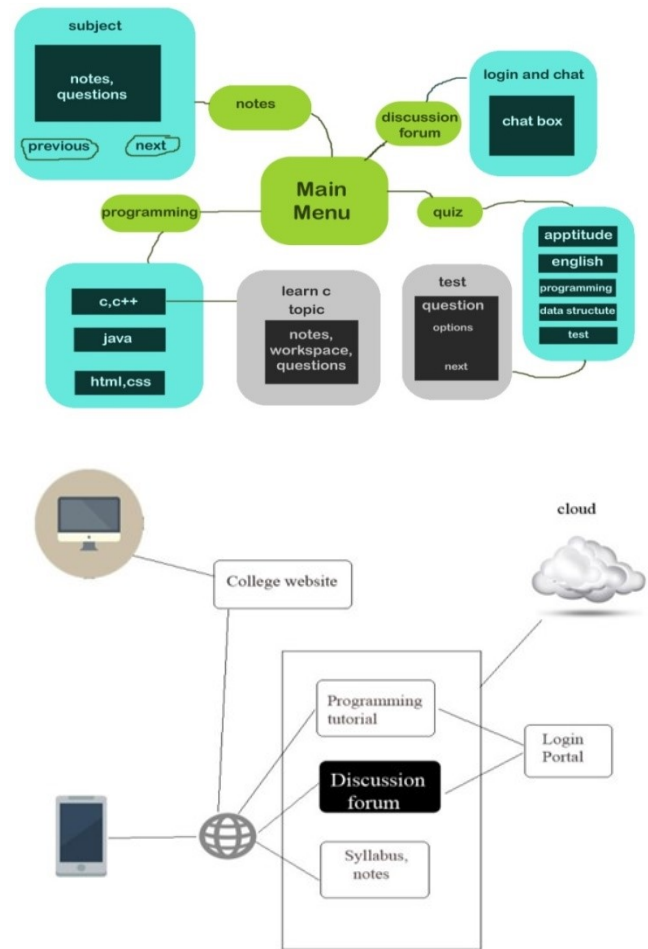 subject
notes,
questions
previous
next
notes
discussion
forum
login and chat
chat box
Main
Menu
programming
quiz
c,c++
java
html,css
learn c
topic
notes,
workspace,
questions
test
question
options
next
apptitude
english
programming
data structute
test
cloud
College website
Programming
tutorial
Discussion
forum
Syllabus,
notes
Login
Portal